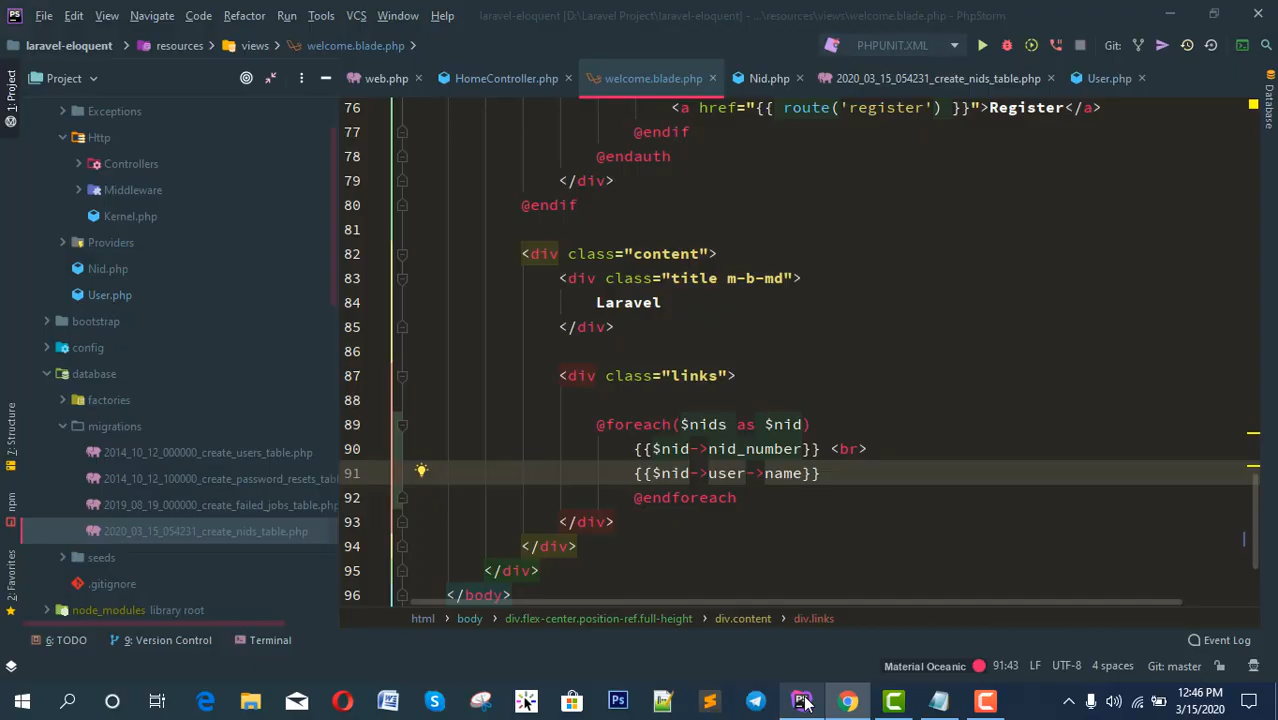 File Edit View Navigate Code Refactor Run Tools VCS Window Help laravel-eloquent [D:\Laravel Project\laravel-eloquent] - ...\resources\views\welcome.blade.php - PhpStorm
laravel-eloquent resources views welcome.blade.php PHPUNIT.XML Git:
Project web.php HomeController.php welcome.blade.php Nid.php 2020_03_15_054231_create_nids_table.php User.php
1: Project
Database
Exceptions
Http
Controllers
Middleware
Kernel.php
Providers
Nid.php
User.php
bootstrap
config
database
factories
migrations
2014_10_12_000000_create_users_table.php
2014_10_12_100000_create_password_resets_tab
2019_08_19_000000_create_failed_jobs_table.php
2020_03_15_054231_create_nids_table.php
seeds
.gitignore
node_modules library root
7: Structure
npm
2: Favorites
76 <a href="{{ route('register') }}">Register</a>
77 @endif
78 @endauth
79 </div>
80 @endif
81
82 <div class="content">
83 <div class="title m-b-md">
84 Laravel
85 </div>
86
87 <div class="links">
88
89 @foreach($nids as $nid)
90 {{$nid->nid_number}} <br>
91 {{$nid->user->name}}
92 @endforeach
93 </div>
94 </div>
95 </div>
96 </body>
html body div.flex-center.position-ref.full-height div.content div.links
6: TODO 9: Version Control Terminal Event Log
Material Oceanic 91:43 LF UTF-8 4 spaces Git: master
12:46 PM
3/15/2020